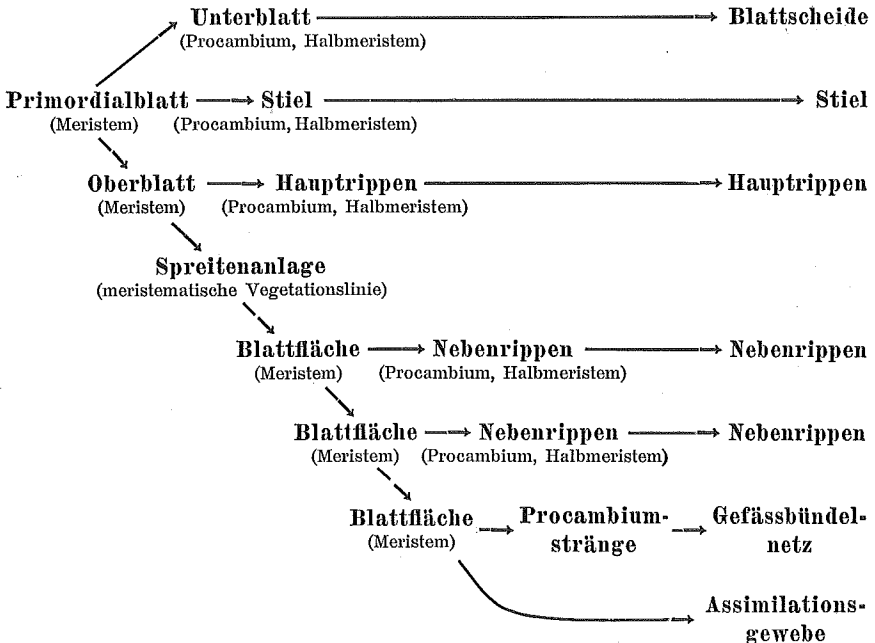 Unterblatt → Blattscheide
(Procambium, Halbmeristem)
Primordialblatt → Stiel → Stiel
(Meristem) (Procambium, Halbmeristem)
Oberblatt → Hauptrippen → Hauptrippen
(Meristem) (Procambium, Halbmeristem)
Spreitenanlage
(meristematische Vegetationslinie)
Blattfläche → Nebenrippen → Nebenrippen
(Meristem) (Procambium, Halbmeristem)
Blattfläche → Nebenrippen → Nebenrippen
(Meristem) (Procambium, Halbmeristem)
Blattfläche → Procambium- → Gefässbündel-
(Meristem) stränge netz
Assimilations-
gewebe